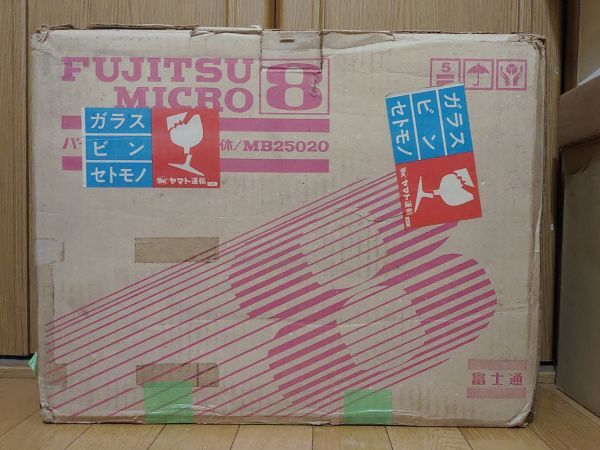 FUJITSU
MICRO 8
体/MB25020
ガラス
ビン
セトモノ
ヤマト運輸
5
ガラス
ビン
セトモノ
ヤマト運輸
富士通